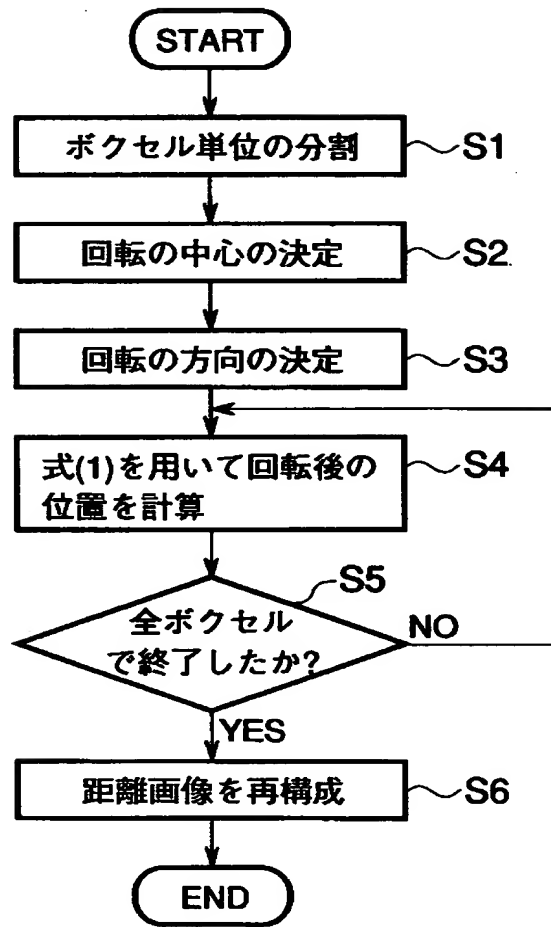 START
ボクセル単位の分割 S1
回転の中心の決定 S2
回転の方向の決定 S3
式(1)を用いて回転後の S4
位置を計算
S5
全ボクセル
で終了したか?
NO
YES
距離画像を再構成 S6
END